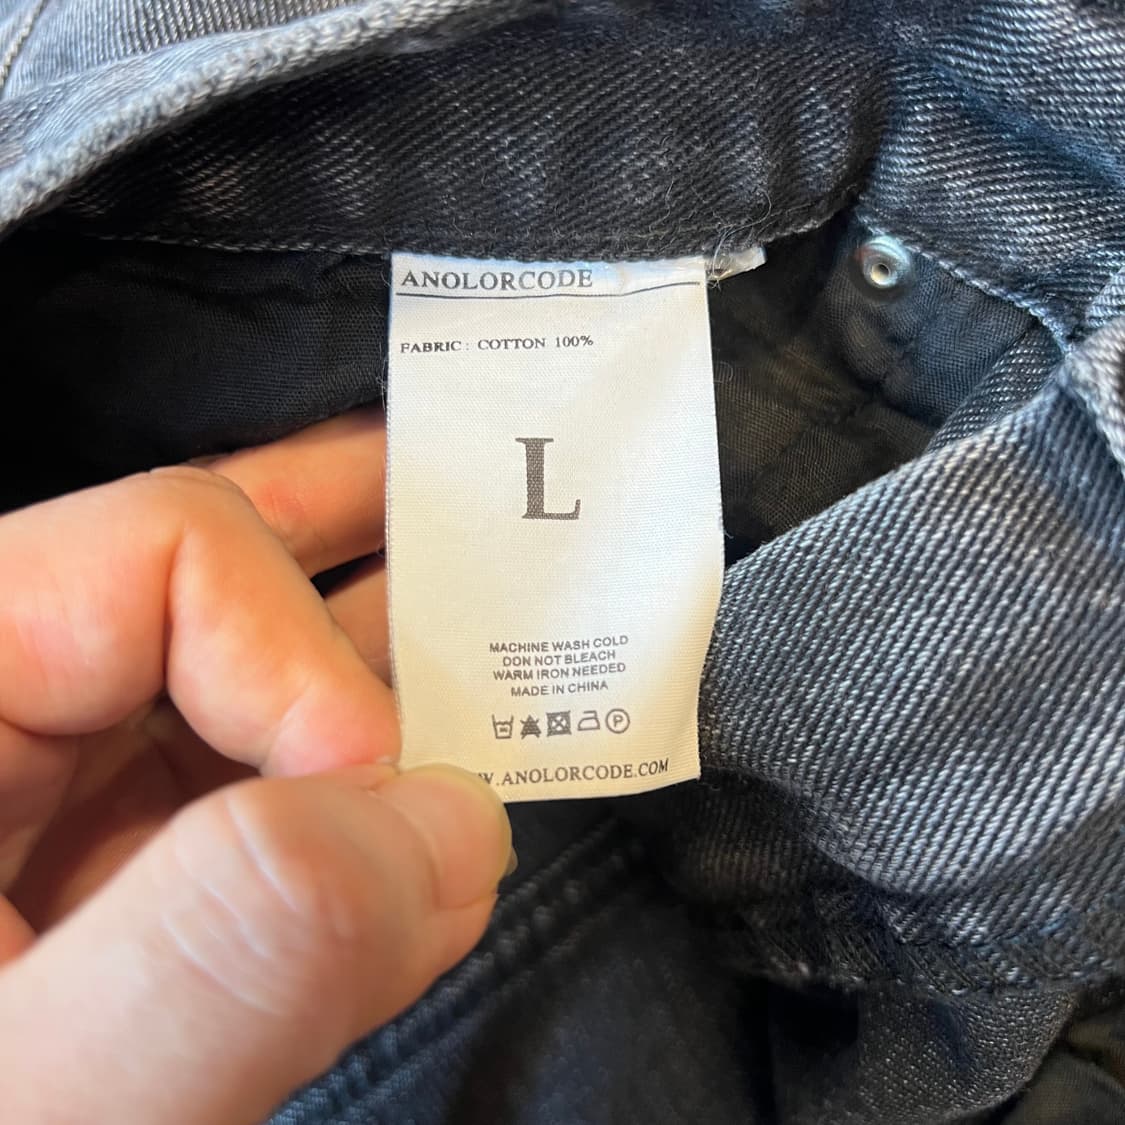 ANOLORCODE
FABRIC: COTTON 100%
L
MACHINE WASH COLD
DON NOT BLEACH
WARM IRON NEEDED
MADE IN CHINA
P
W.ANOLORCODE.COM